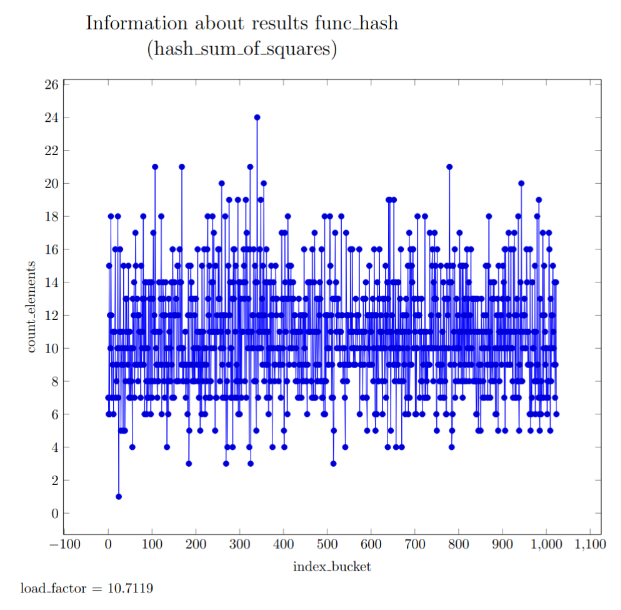 Information about results func_hash
(hash_sum_of_squares)
26
24
22
20
18
16
14
12
10
8
6
4
2
0
count_elements
−100 0 100 200 300 400 500 600 700 800 900 1,000 1,100
index_bucket
load_factor = 10.7119